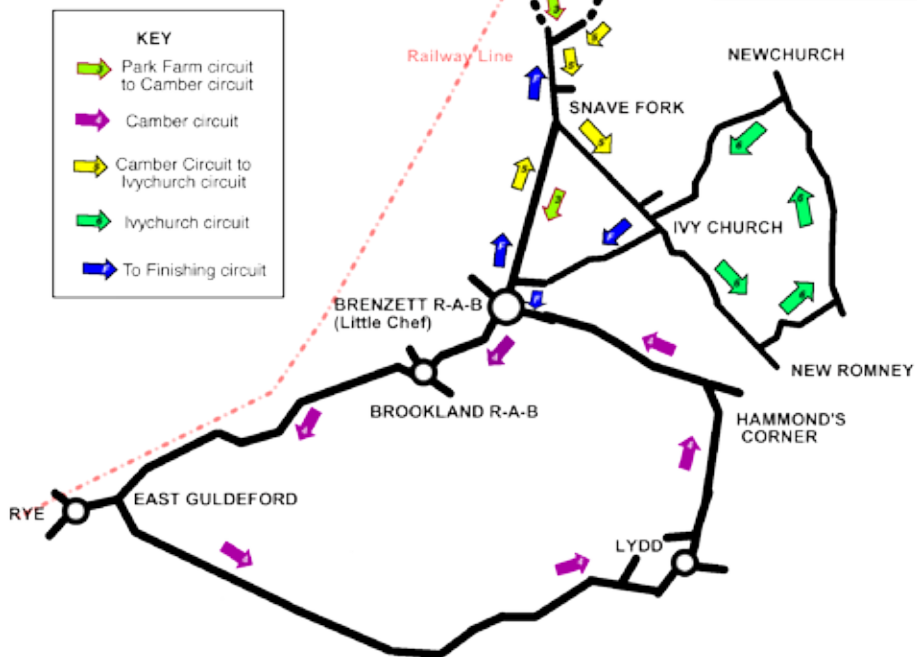 KEY
Park Farm circuit
to Camber circuit
Camber circuit
Camber Circuit to
Ivychurch circuit
Ivychurch circuit
To Finishing circuit
Railway Line
NEWCHURCH
SNAVE FORK
IVY CHURCH
BRENZETT R-A-B
(Little Chef)
NEW ROMNEY
BROOKLAND R-A-B
HAMMOND'S
CORNER
EAST GULDEFORD
RYE
LYDD